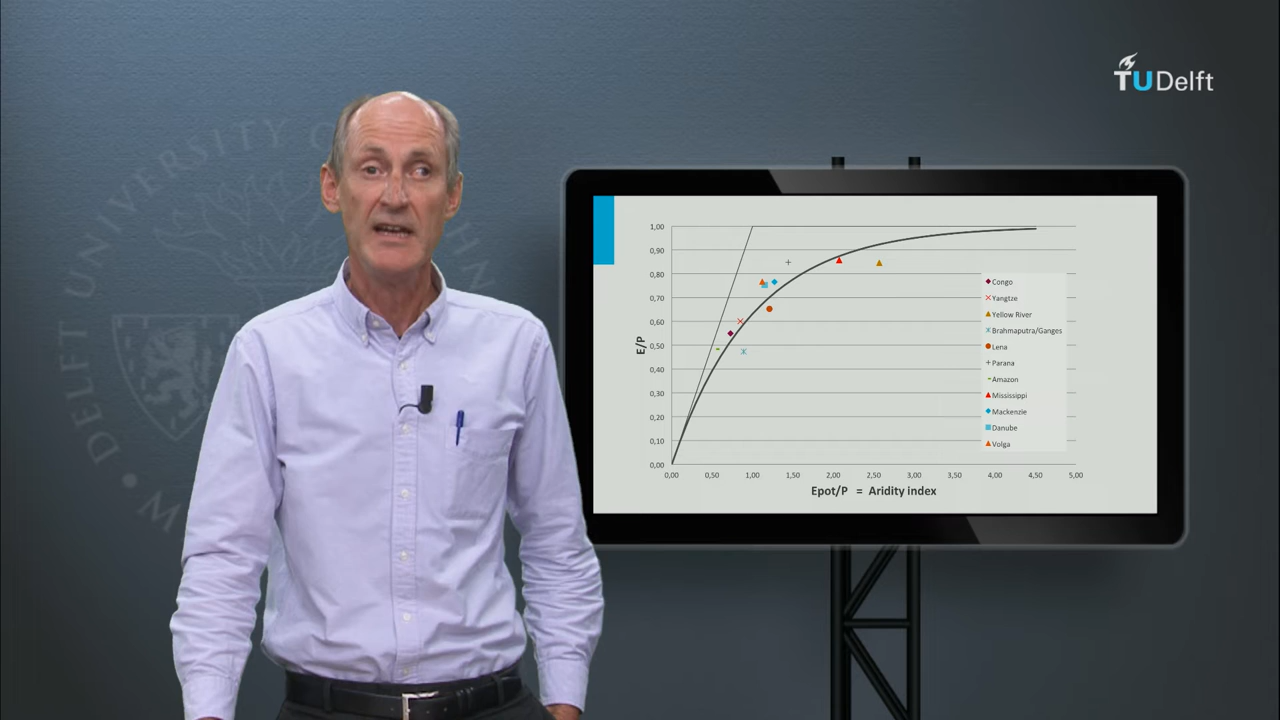 TUDelft
DELFT UNIVERSITY O
1,00
0,90
0,80
0,70
0,60
0,50
0,40
0,30
0,20
0,10
0,00
E/P
0,00 0,50 1,00 1,50 2,00 2,50 3,00 3,50 4,00 4,50 5,00
Epot/P = Aridity index
Congo
Yangtze
Yellow River
Brahmaputra/Ganges
Lena
Parana
Amazon
Mississippi
Mackenzie
Danube
Volga